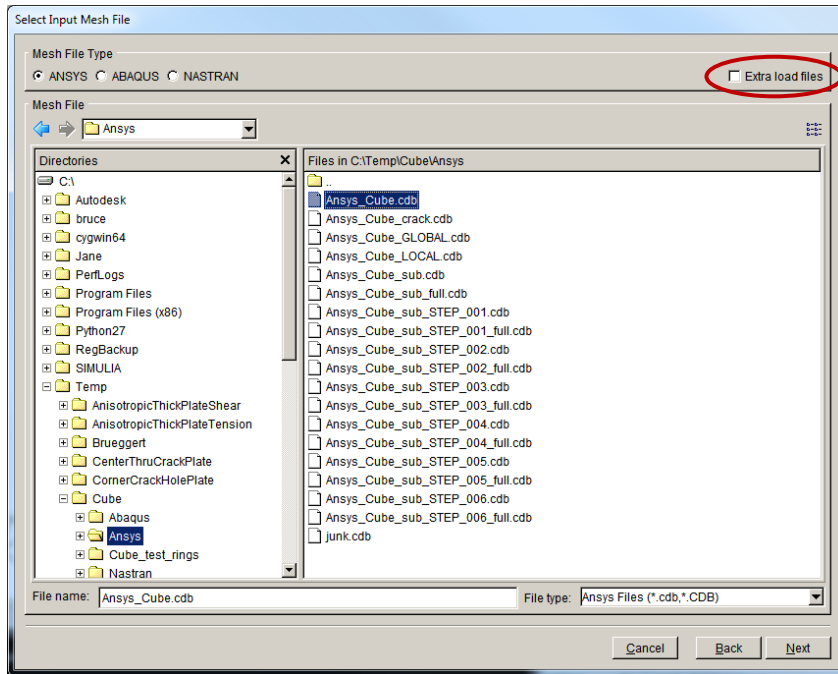 Select Input Mesh File
Mesh File Type
ANSYS ABAQUS NASTRAN
Extra load files
Mesh File
Ansys
Directories
C:\
Autodesk
bruce
cygwin64
Jane
PerfLogs
Program Files
Program Files (x86)
Python27
RegBackup
SIMULIA
Temp
AnisotropicThickPlateShear
AnisotropicThickPlateTension
Brueggert
CenterThruCrackPlate
CornerCrackHolePlate
Cube
Abaqus
Ansys
Cube_test_rings
Nastran
Files in C:\Temp\Cube\Ansys
..
Ansys_Cube.cdb
Ansys_Cube_crack.cdb
Ansys_Cube_GLOBAL.cdb
Ansys_Cube_LOCAL.cdb
Ansys_Cube_sub.cdb
Ansys_Cube_sub_full.cdb
Ansys_Cube_sub_STEP_001.cdb
Ansys_Cube_sub_STEP_001_full.cdb
Ansys_Cube_sub_STEP_002.cdb
Ansys_Cube_sub_STEP_002_full.cdb
Ansys_Cube_sub_STEP_003.cdb
Ansys_Cube_sub_STEP_003_full.cdb
Ansys_Cube_sub_STEP_004.cdb
Ansys_Cube_sub_STEP_004_full.cdb
Ansys_Cube_sub_STEP_005.cdb
Ansys_Cube_sub_STEP_005_full.cdb
Ansys_Cube_sub_STEP_006.cdb
Ansys_Cube_sub_STEP_006_full.cdb
junk.cdb
File name: Ansys_Cube.cdb
File type: Ansys Files (*.cdb,*.CDB)
Cancel Back Next